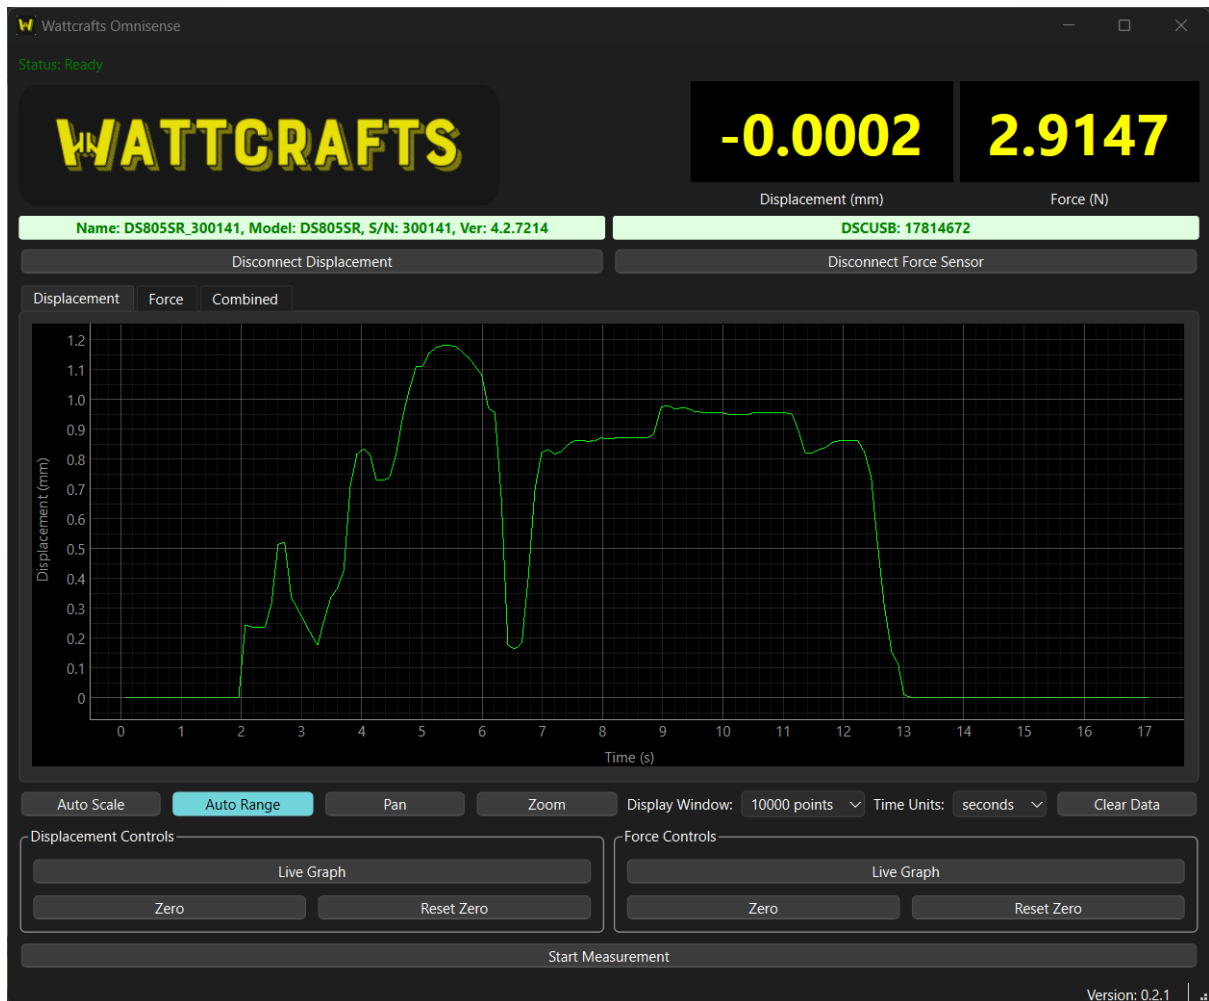 Wattcrafts Omnisense
Status: Ready
WATTCRAFTS
-0.0002
2.9147
Displacement (mm)
Force (N)
Name: DS805SR_300141, Model: DS805SR, S/N: 300141, Ver: 4.2.7214
DSCUSB: 17814672
Disconnect Displacement
Disconnect Force Sensor
Displacement
Force
Combined
1.2
1.1
1.0
0.9
0.8
0.7
0.6
0.5
0.4
0.3
0.2
0.1
0
Displacement (mm)
0 1 2 3 4 5 6 7 8 9 10 11 12 13 14 15 16 17
Time (s)
Auto Scale
Auto Range
Pan
Zoom
Display Window: 10000 points
Time Units: seconds
Clear Data
Displacement Controls
Live Graph
Zero
Reset Zero
Force Controls
Live Graph
Zero
Reset Zero
Start Measurement
Version: 0.2.1